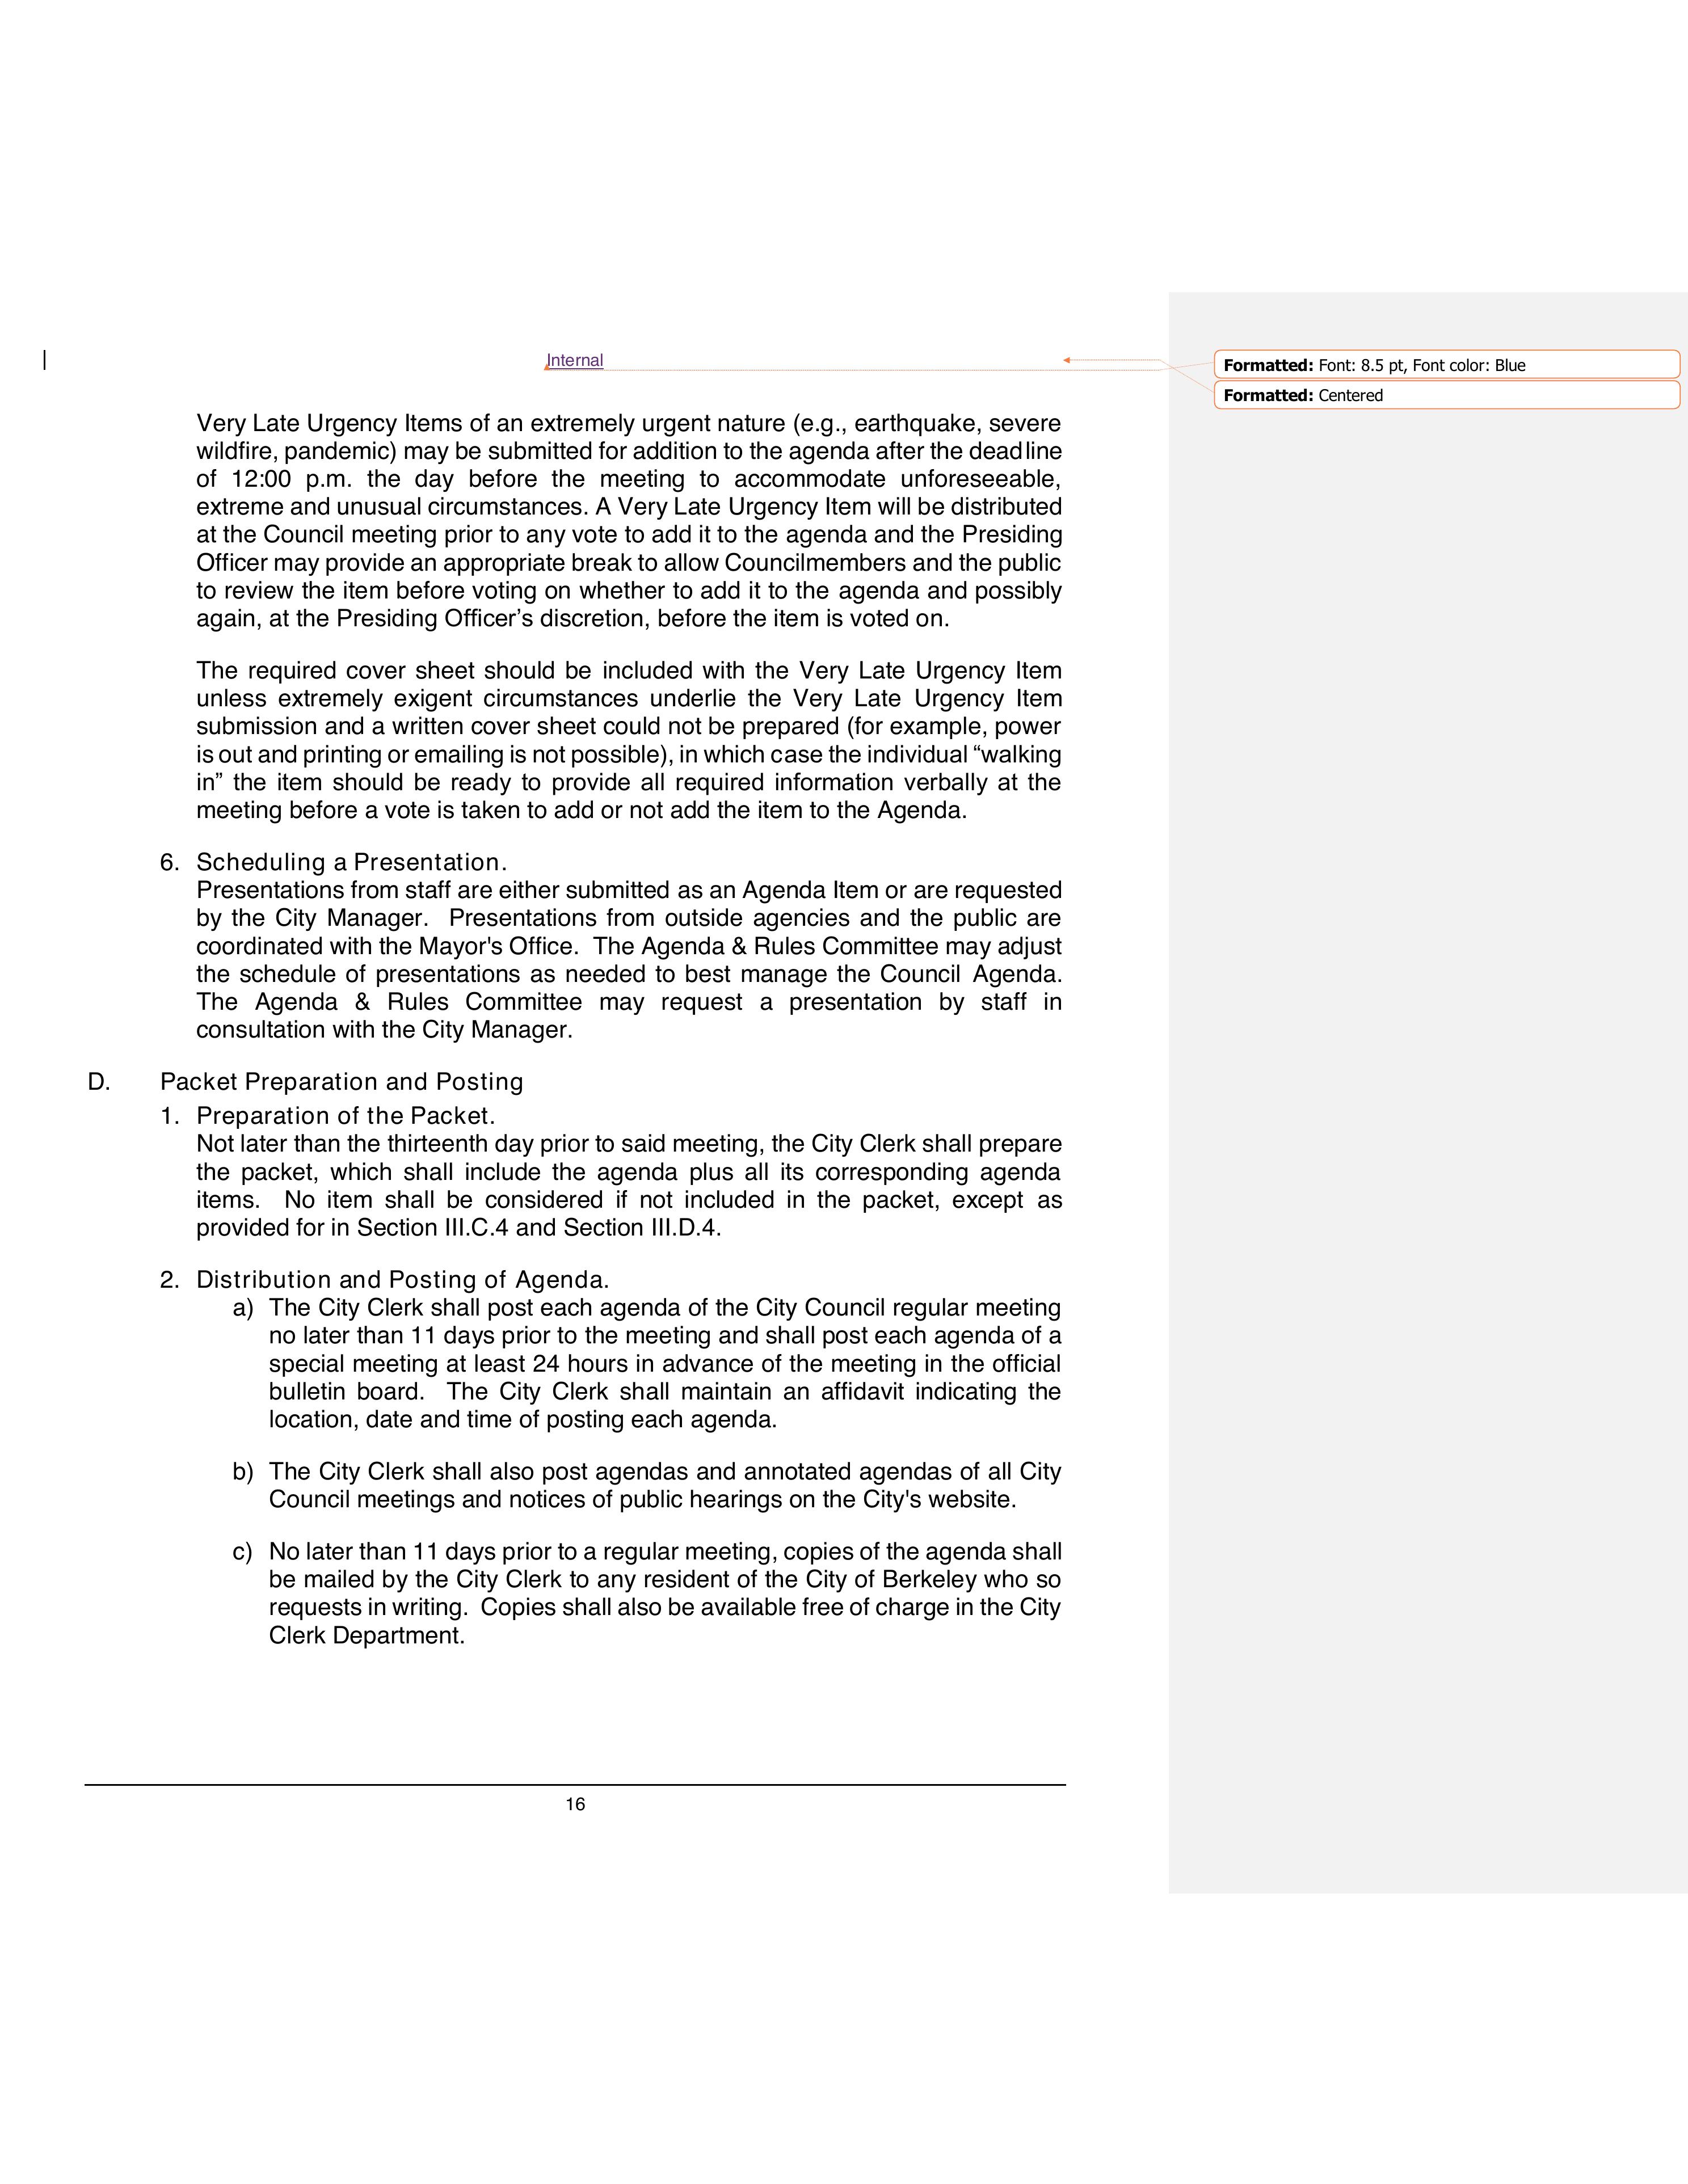 Internal
Formatted: Font: 8.5 pt, Font color: Blue
Formatted: Centered
Very Late Urgency Items of an extremely urgent nature (e.g., earthquake, severe
wildfire, pandemic) may be submitted for addition to the agenda after the deadline
of 12:00 p.m. the day before the meeting to accommodate unforeseeable,
extreme and unusual circumstances. A Very Late Urgency Item will be distributed
at the Council meeting prior to any vote to add it to the agenda and the Presiding
Officer may provide an appropriate break to allow Councilmembers and the public
to review the item before voting on whether to add it to the agenda and possibly
again, at the Presiding Officer’s discretion, before the item is voted on.
The required cover sheet should be included with the Very Late Urgency Item
unless extremely exigent circumstances underlie the Very Late Urgency Item
submission and a written cover sheet could not be prepared (for example, power
is out and printing or emailing is not possible), in which case the individual “walking
in” the item should be ready to provide all required information verbally at the
meeting before a vote is taken to add or not add the item to the Agenda.
6. Scheduling a Presentation.
Presentations from staff are either submitted as an Agenda Item or are requested
by the City Manager. Presentations from outside agencies and the public are
coordinated with the Mayor's Office. The Agenda & Rules Committee may adjust
the schedule of presentations as needed to best manage the Council Agenda.
The Agenda & Rules Committee may request a presentation by staff in
consultation with the City Manager.
D. Packet Preparation and Posting
1. Preparation of the Packet.
Not later than the thirteenth day prior to said meeting, the City Clerk shall prepare
the packet, which shall include the agenda plus all its corresponding agenda
items. No item shall be considered if not included in the packet, except as
provided for in Section III.C.4 and Section III.D.4.
2. Distribution and Posting of Agenda.
a) The City Clerk shall post each agenda of the City Council regular meeting
no later than 11 days prior to the meeting and shall post each agenda of a
special meeting at least 24 hours in advance of the meeting in the official
bulletin board. The City Clerk shall maintain an affidavit indicating the
location, date and time of posting each agenda.
b) The City Clerk shall also post agendas and annotated agendas of all City
Council meetings and notices of public hearings on the City's website.
c) No later than 11 days prior to a regular meeting, copies of the agenda shall
be mailed by the City Clerk to any resident of the City of Berkeley who so
requests in writing. Copies shall also be available free of charge in the City
Clerk Department.
16